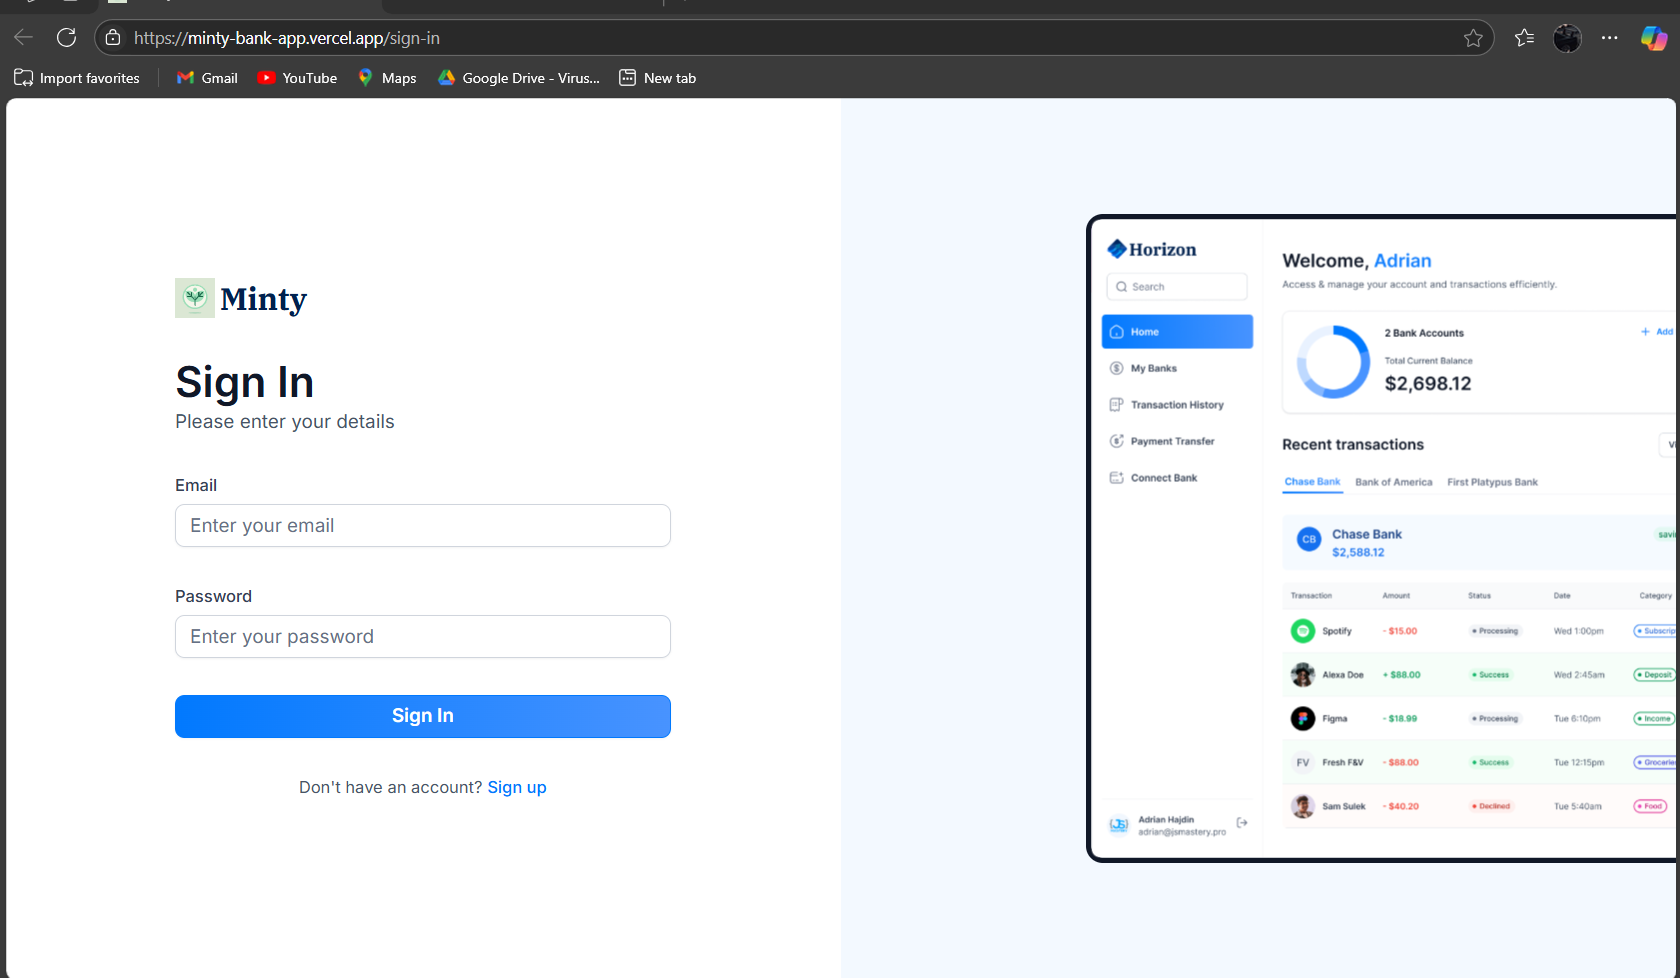 https://minty-bank-app.vercel.app/sign-in
Import favorites
Gmail
YouTube
Maps
Google Drive - Virus...
New tab
Minty
Sign In
Please enter your details
Email
Enter your email
Password
Enter your password
Sign In
Don't have an account? Sign up
Horizon
Search
Home
My Banks
Transaction History
Payment Transfer
Connect Bank
JS
Adrian Hajdin
adrian@jsmastery.pro
Welcome, Adrian
Access & manage your account and transactions efficiently.
2 Bank Accounts
+ Add
Total Current Balance
$2,698.12
Recent transactions
Chase Bank Bank of America First Platypus Bank
CB
Chase Bank
$2,588.12
Transaction Amount Status Date Category
Spotify - $15.00 Processing Wed 1:00pm Subscrip
Alexa Doe + $88.00 Success Wed 2:45am Deposit
Figma - $18.99 Processing Tue 6:10pm Income
FV Fresh F&V - $88.00 Success Tue 12:15pm Grocerie
Sam Sulek - $40.20 Declined Tue 5:40am Food